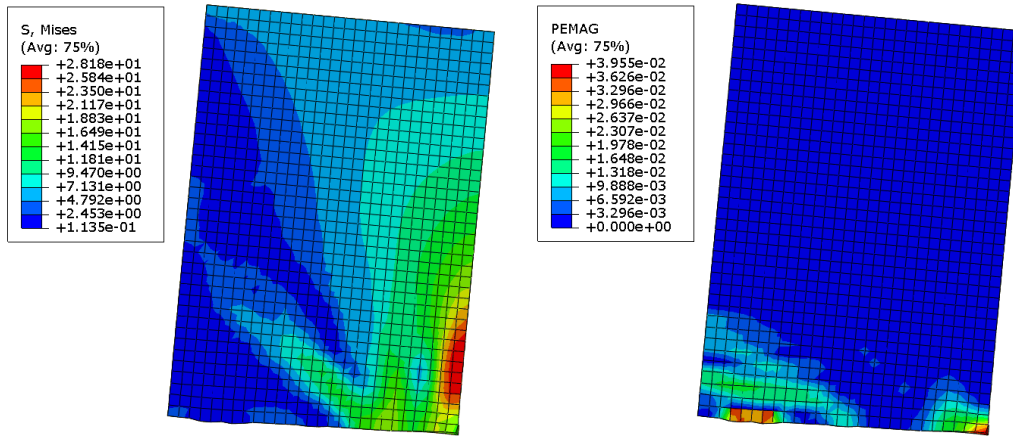 S, Mises
(Avg: 75%)
+2.818e+01
+2.584e+01
+2.350e+01
+2.117e+01
+1.883e+01
+1.649e+01
+1.415e+01
+1.181e+01
+9.470e+00
+7.131e+00
+4.792e+00
+2.453e+00
+1.135e-01
PEMAG
(Avg: 75%)
+3.955e-02
+3.626e-02
+3.296e-02
+2.966e-02
+2.637e-02
+2.307e-02
+1.978e-02
+1.648e-02
+1.318e-02
+9.888e-03
+6.592e-03
+3.296e-03
+0.000e+00